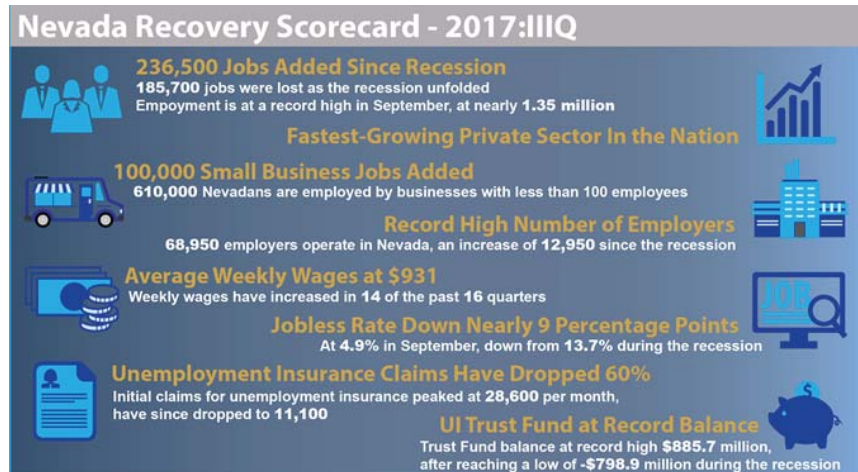 Nevada Recovery Scorecard - 2017:IIIQ
236,500 Jobs Added Since Recession
185,700 jobs were lost as the recession unfolded
Empoyment is at a record high in September, at nearly 1.35 million
Fastest-Growing Private Sector In the Nation
100,000 Small Business Jobs Added
610,000 Nevadans are employed by businesses with less than 100 employees
Record High Number of Employers
68,950 employers operate in Nevada, an increase of 12,950 since the recession
Average Weekly Wages at $931
Weekly wages have increased in 14 of the past 16 quarters
JOB
Jobless Rate Down Nearly 9 Percentage Points
At 4.9% in September, down from 13.7% during the recession
Unemployment Insurance Claims Have Dropped 60%
Initial claims for unemployment insurance peaked at 28,600 per month,
have since dropped to 11,100
$
UI Trust Fund at Record Balance
Trust Fund balance at record high $885.7 million,
after reaching a low of -$798.9 million during the recession